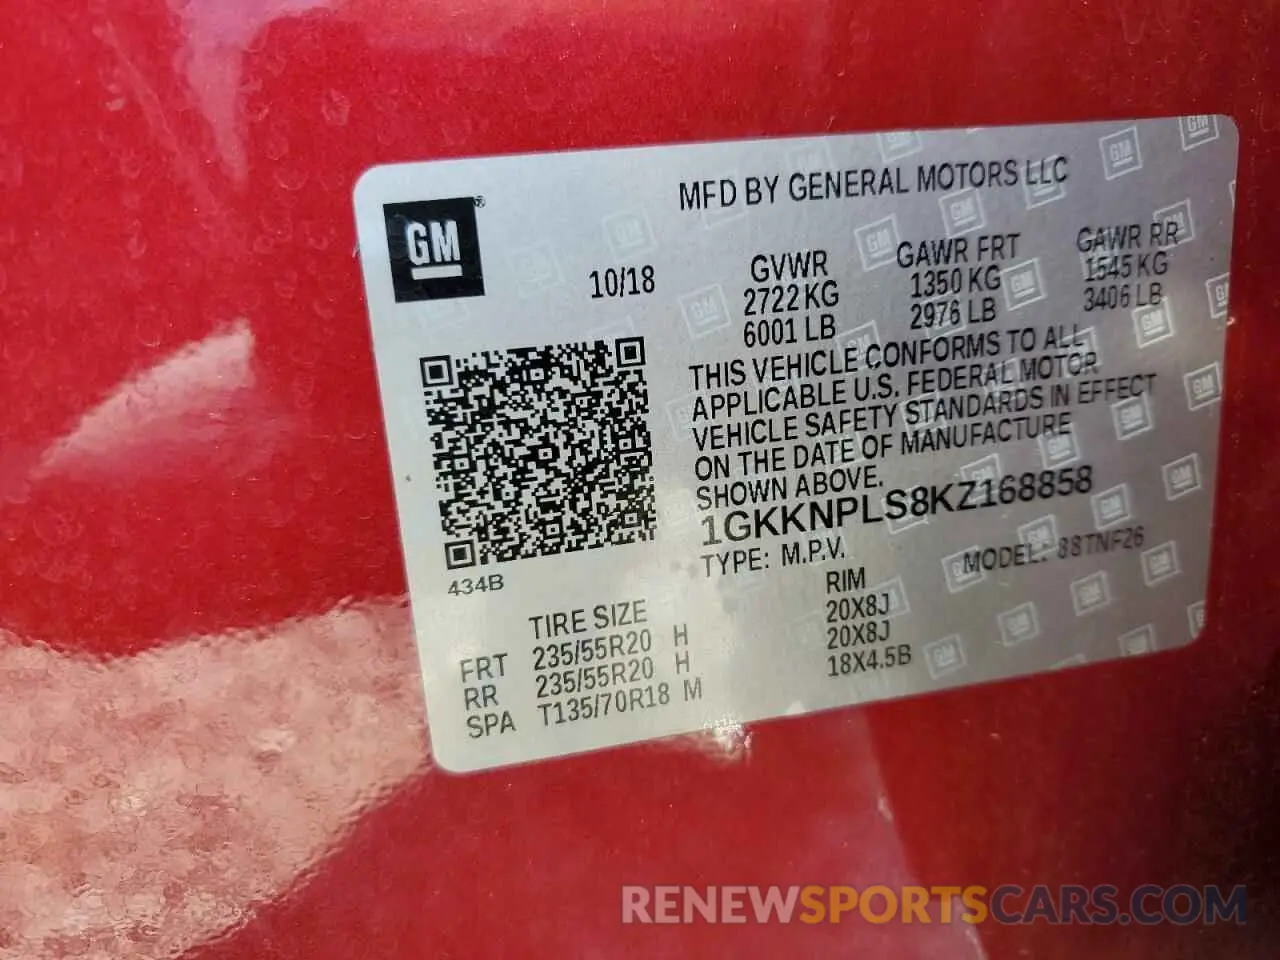 GM®
MFD BY GENERAL MOTORS LLC
10/18
GVWR GAWR FRT GAWR RR
2722 KG 1350 KG 1545 KG
6001 LB 2976 LB 3406 LB
THIS VEHICLE CONFORMS TO ALL
APPLICABLE U.S. FEDERAL MOTOR
VEHICLE SAFETY STANDARDS IN EFFECT
ON THE DATE OF MANUFACTURE
SHOWN ABOVE.
1GKKNPLS8KZ168858
TYPE: M.P.V. MODEL: 88TNF26
434B
TIRE SIZE RIM
FRT 235/55R20 H 20X8J
RR 235/55R20 H 20X8J
SPA T135/70R18 M 18X4.5B
RENEWSPORTSCARS.COM